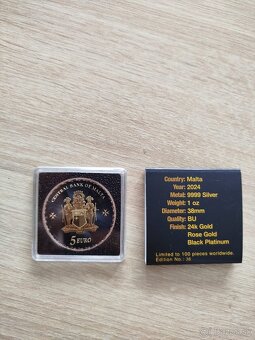 CENTRAL BANK OF MALTA
5 EURO
Country: Malta
Year: 2024
Metal: 9999 Silver
Weight: 1 oz
Diameter: 38mm
Quality: BU
Finish: 24k Gold
Rose Gold
Black Platinum
Limited to 100 pieces worldwide.
Edition No.: 38